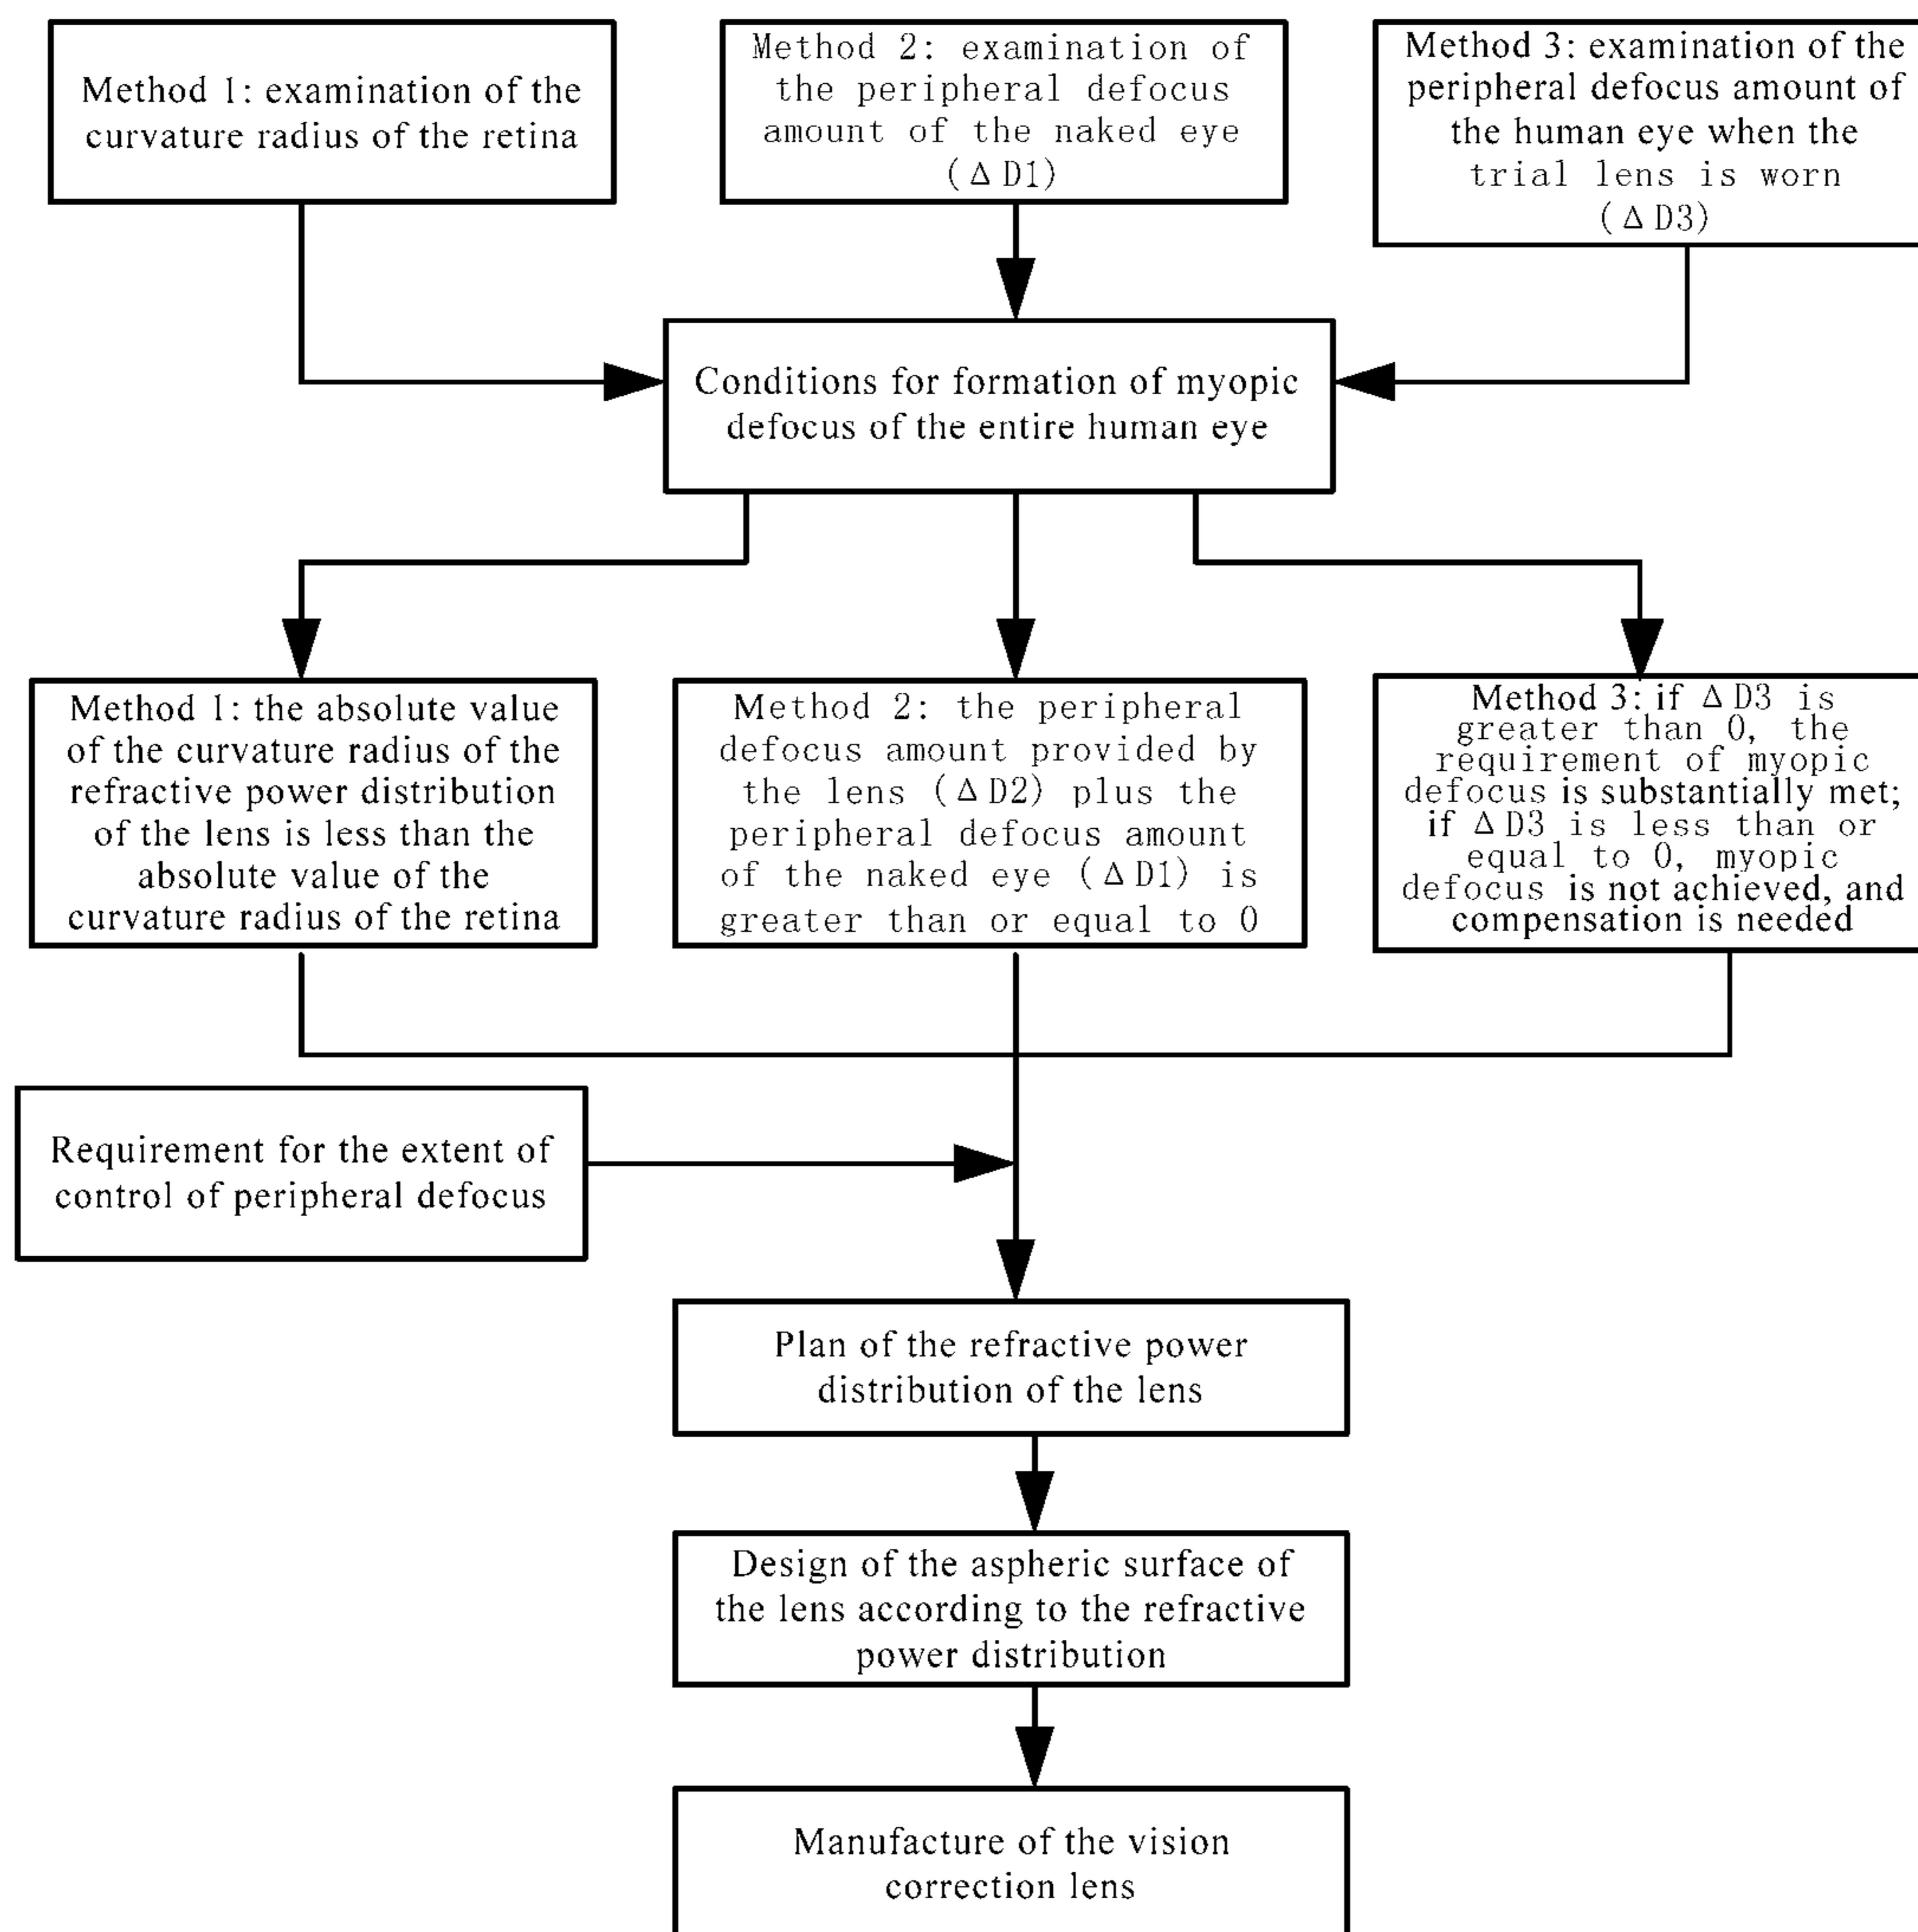 Method 1: examination of the
curvature radius of the retina
Method 2: examination of
the peripheral defocus
amount of the naked eye
(ΔD1)
Method 3: examination of the
peripheral defocus amount of
the human eye when the
trial lens is worn
(ΔD3)
Conditions for formation of myopic
defocus of the entire human eye
Method 1: the absolute value
of the curvature radius of the
refractive power distribution
of the lens is less than the
absolute value of the
curvature radius of the retina
Method 2: the peripheral
defocus amount provided by
the lens (ΔD2) plus the
peripheral defocus amount
of the naked eye (ΔD1) is
greater than or equal to 0
Method 3: if ΔD3 is
greater than 0, the
requirement of myopic
defocus is substantially met;
if ΔD3 is less than or
equal to 0, myopic
defocus is not achieved, and
compensation is needed
Requirement for the extent of
control of peripheral defocus
Plan of the refractive power
distribution of the lens
Design of the aspheric surface of
the lens according to the refractive
power distribution
Manufacture of the vision
correction lens